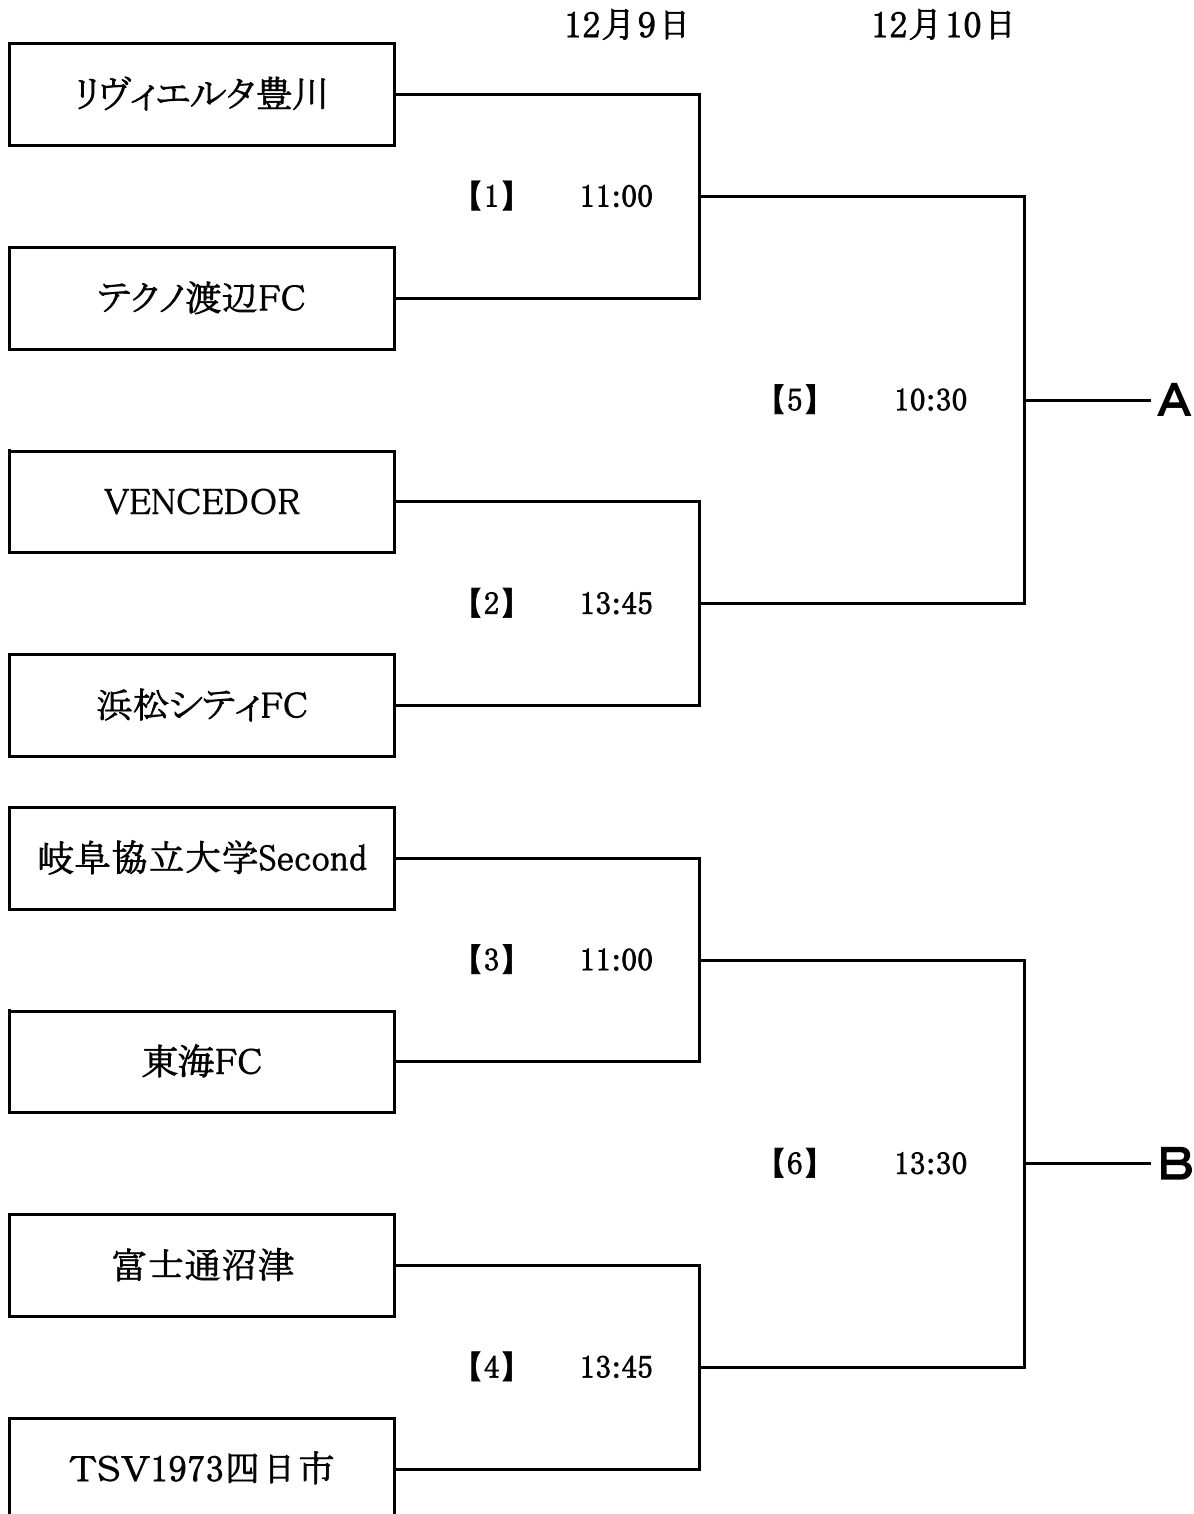 12月9日 12月10日
リヴィエルタ豊川
【1】 11:00
テクノ渡辺FC
【5】 10:30 A
VENCEDOR
【2】 13:45
浜松シティFC
岐阜協立大学Second
【3】 11:00
東海FC
【6】 13:30 B
富士通沼津
【4】 13:45
TSV1973四日市